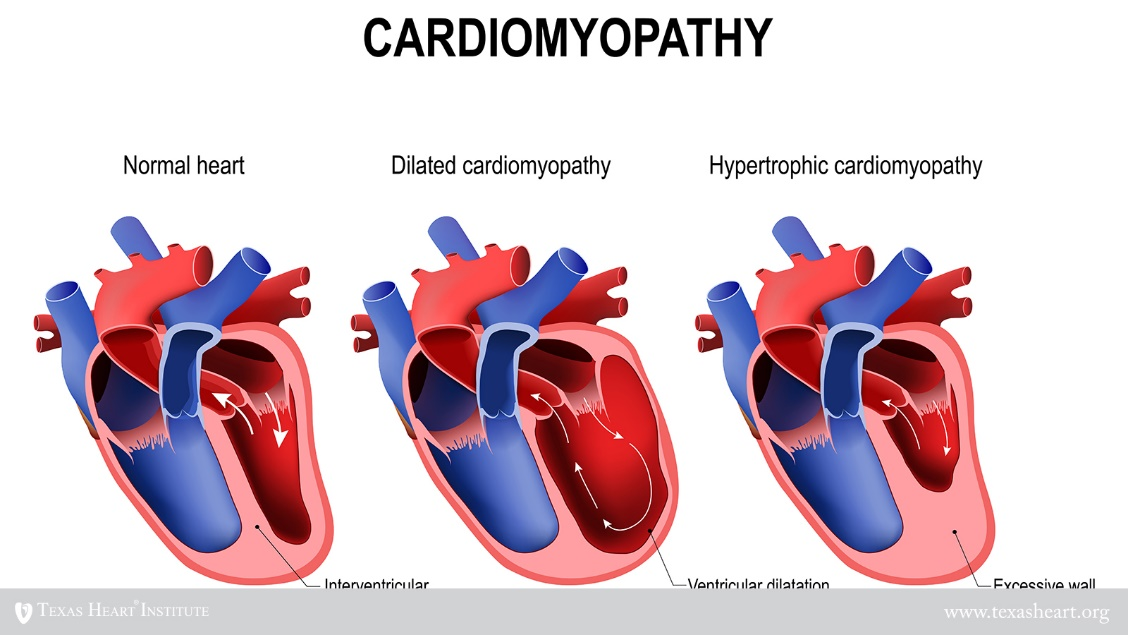 CARDIOMYOPATHY
Normal heart
Dilated cardiomyopathy
Hypertrophic cardiomyopathy
Interventricular
Ventricular dilatation
Excessive wall
TEXAS HEART® INSTITUTE
www.texasheart.org